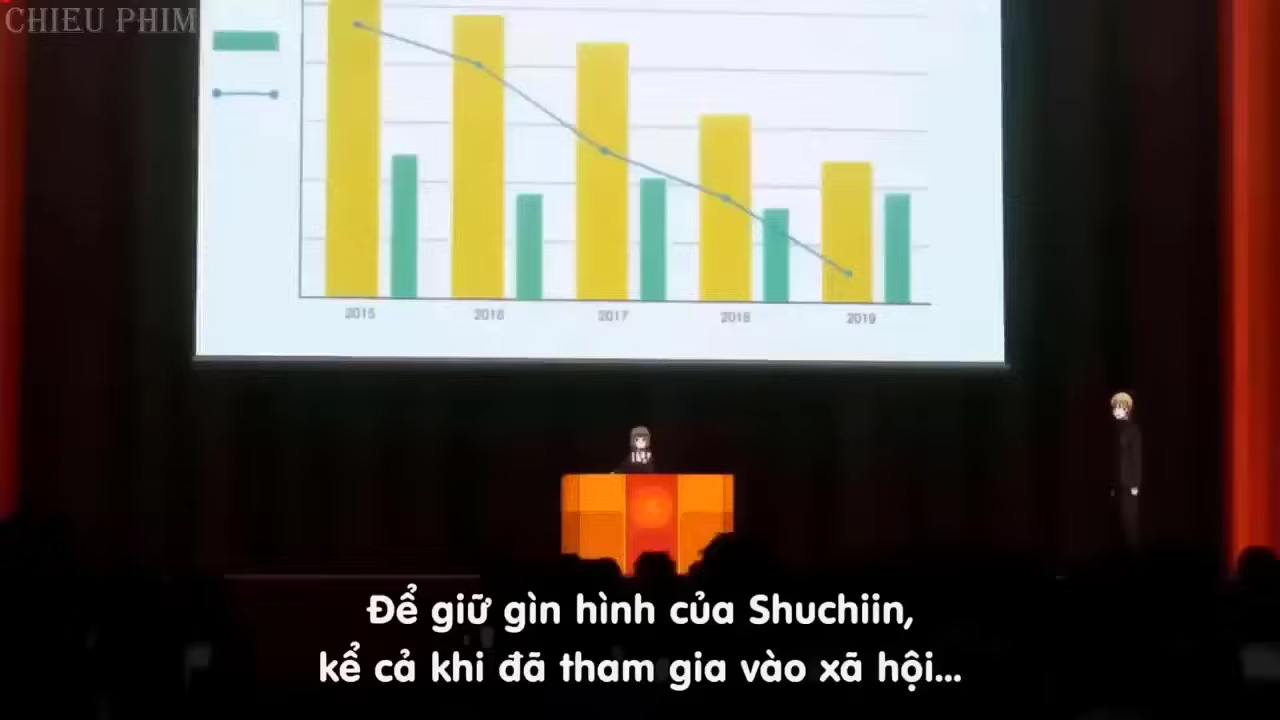 CHIEU PHIM
2015 2016 2017 2018 2019
Để giữ gìn hình của Shuchiin,
kể cả khi đã tham gia vào xã hội...